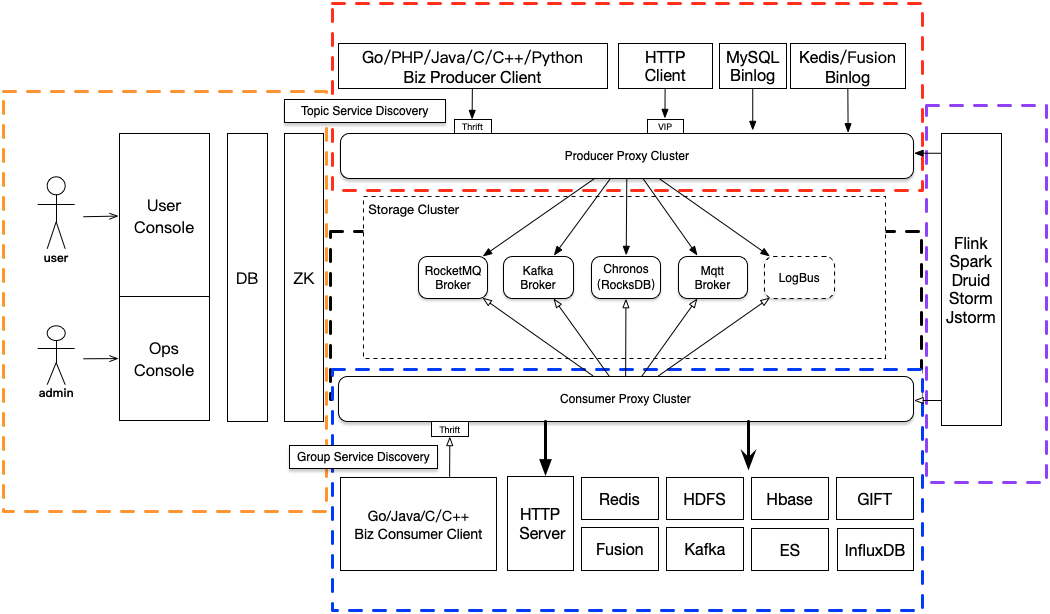 Go/PHP/Java/C/C++/Python
Biz Producer Client
HTTP
Client
MySQL
Binlog
Kedis/Fusion
Binlog
Topic Service Discovery
Thrift
VIP
Producer Proxy Cluster
user
admin
User
Console
Ops
Console
DB
ZK
Storage Cluster
RocketMQ
Broker
Kafka
Broker
Chronos
(RocksDB)
Mqtt
Broker
LogBus
Flink
Spark
Druid
Storm
Jstorm
Consumer Proxy Cluster
Thrift
Group Service Discovery
Go/Java/C/C++
Biz Consumer Client
HTTP
Server
Redis
HDFS
Hbase
GIFT
Fusion
Kafka
ES
InfluxDB